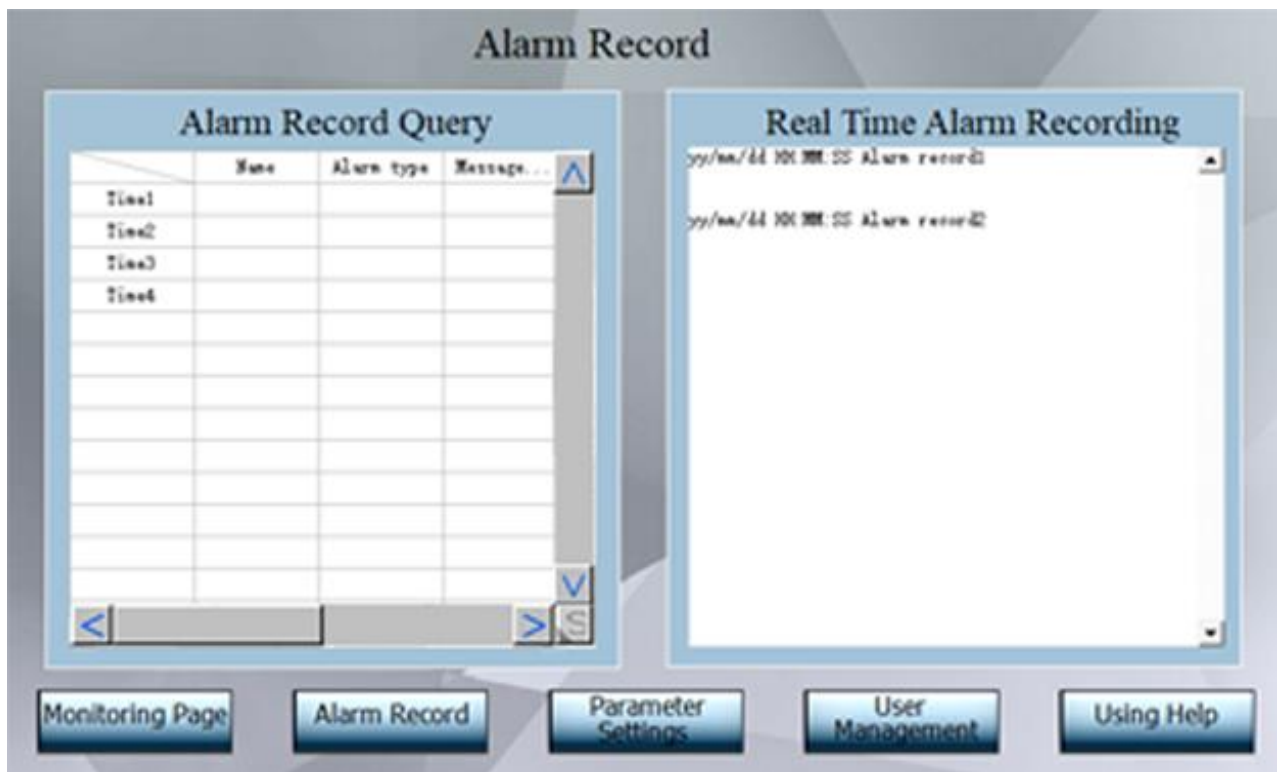 Alarm Record
Alarm Record Query
Name Alarm type Message...
Time1
Time2
Time3
Time4
S
Real Time Alarm Recording
yy/mm/dd HH:MM:SS Alarm record1
yy/mm/dd HH:MM:SS Alarm record2
Monitoring Page
Alarm Record
Parameter
Settings
User
Management
Using Help